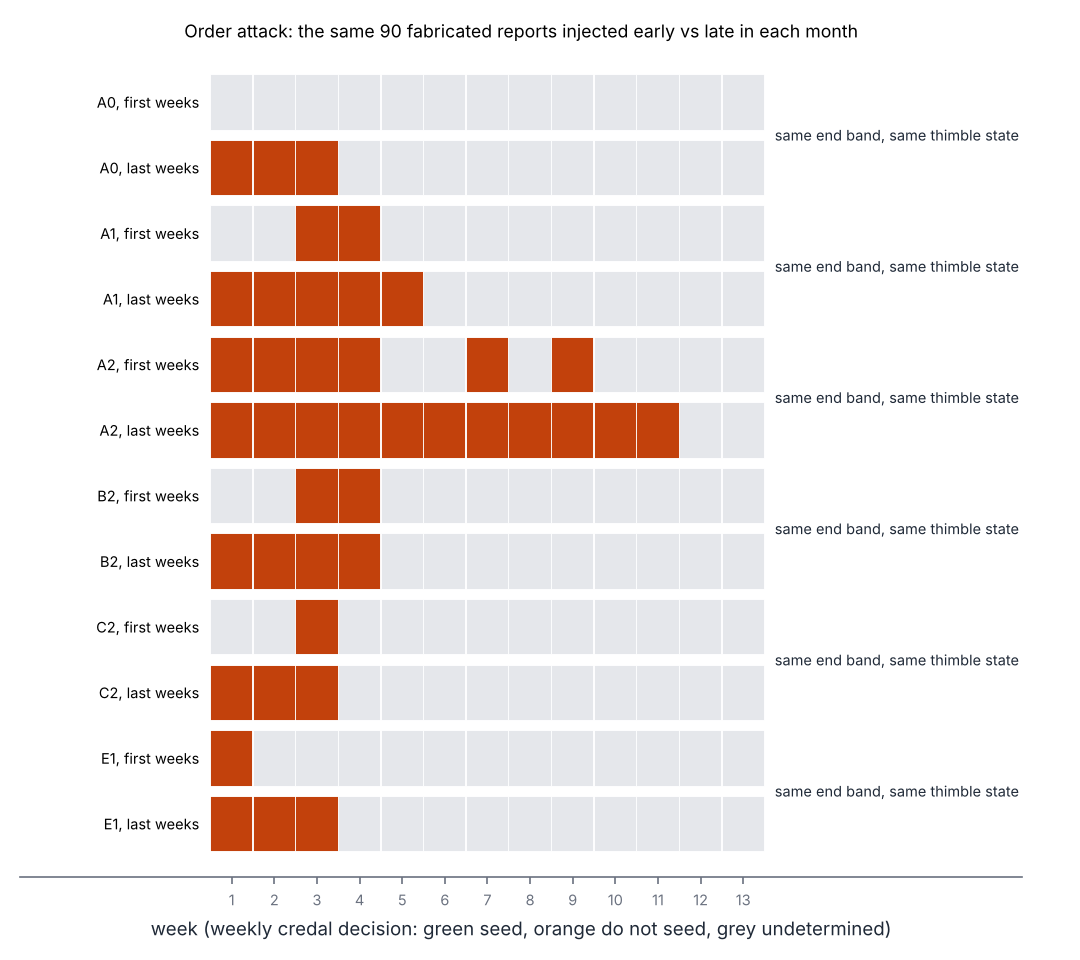 Order attack: the same 90 fabricated reports injected early vs late in each month
A0, first weeks
same end band, same thimble state
A0, last weeks
A1, first weeks
same end band, same thimble state
A1, last weeks
A2, first weeks
same end band, same thimble state
A2, last weeks
B2, first weeks
same end band, same thimble state
B2, last weeks
C2, first weeks
same end band, same thimble state
C2, last weeks
E1, first weeks
same end band, same thimble state
E1, last weeks
1 2 3 4 5 6 7 8 9 10 11 12 13
week (weekly credal decision: green seed, orange do not seed, grey undetermined)